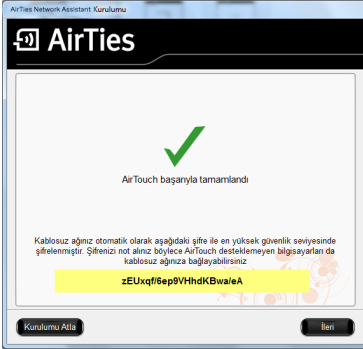 AirTies Network Assistant Kurulumu
AirTies
AirTouch başarıyla tamamlandı
Kablosuz ağınız otomatik olarak aşağıdaki şifre ile en yüksek güvenlik seviyesinde
şifrelenmiştir. Şifrenizi not alınız böylece AirTouch desteklemeyen bilgisayarları da
kablosuz ağınıza bağlayabilirsiniz
zEUxqf/6ep9VHhdKBwa/eA
Kurulumu Atla
İleri